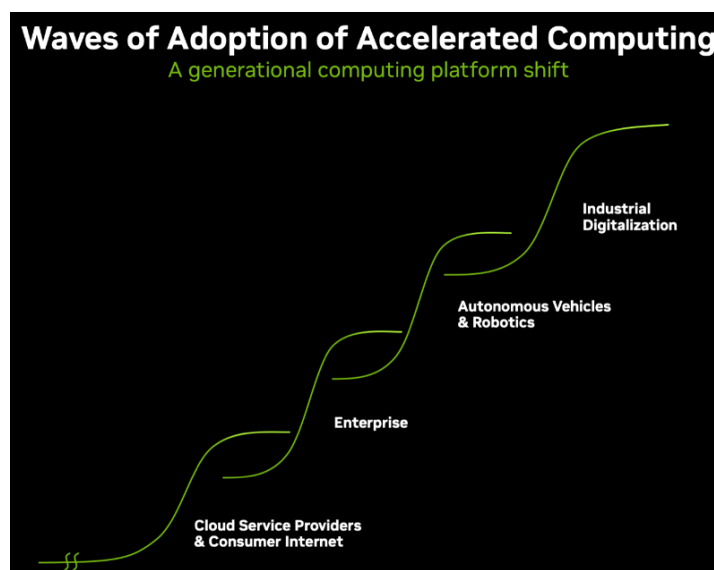 Waves of Adoption of Accelerated Computing
A generational computing platform shift
Industrial
Digitalization
Autonomous Vehicles
& Robotics
Enterprise
Cloud Service Providers
& Consumer Internet